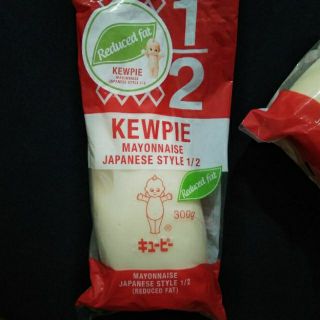 Reduced fat
KEWPIE
MAYONNAISE
JAPANESE STYLE 1/2
1/2
KEWPIE
MAYONNAISE
JAPANESE STYLE 1/2
Reduced fat
300g
®
キューピー
MAYONNAISE
JAPANESE STYLE 1/2
(REDUCED FAT)